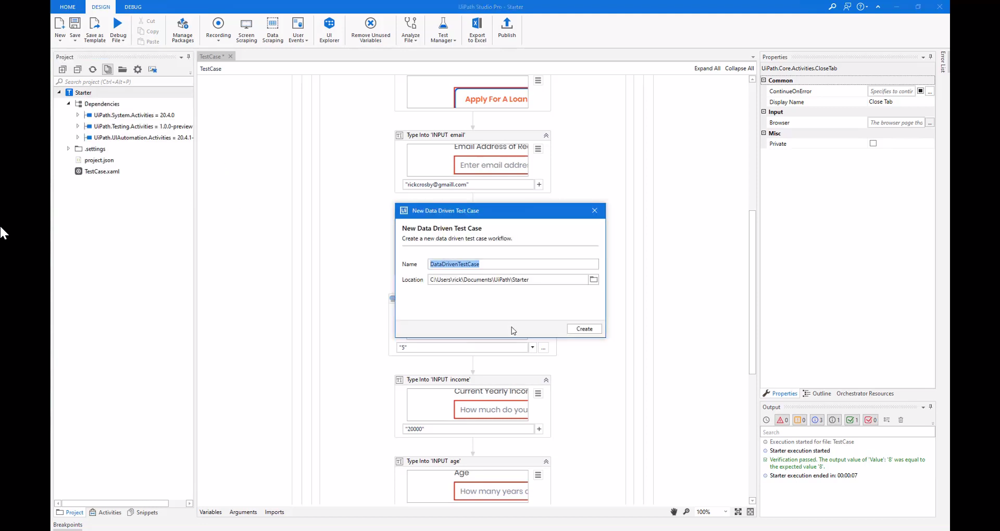 HOME DESIGN DEBUG UiPath Studio Pro - Starter
New Save Save as Template Debug File Cut Copy Paste Manage Packages Recording Screen Scraping Data Scraping User Events UI Explorer Remove Unused Variables Analyze File Test Manager Export to Excel Publish
Project
Search project (Ctrl+Alt+P)
Starter
Dependencies
UiPath.System.Activities = 20.4.0
UiPath.Testing.Activities = 1.0.0-preview
UiPath.UIAutomation.Activities = 20.4.1-
.settings
project.json
TestCase.xaml
Project Activities Snippets
Breakpoints
TestCase *
TestCase Expand All Collapse All
Apply For A Loan
Type Into 'INPUT email'
Email Address of Re
Enter email addres
"rickcrosby@gmaill.com"
New Data Driven Test Case
New Data Driven Test Case
Create a new data driven test case workflow.
Name DataDrivenTestCase
Location C:\Users\rick\Documents\UiPath\Starter
Create
"5"
Type Into 'INPUT income'
Current Yearly Incor
How much do you
"20000"
Type Into 'INPUT age'
Age
How many years o
Variables Arguments Imports 100%
Properties
UiPath.Core.Activities.CloseTab
Common
ContinueOnError Specifies to contir
Display Name Close Tab
Input
Browser The browser page tha
Misc
Private
Properties Outline Orchestrator Resources
Output
0 0 3 1 1 0
Search
Execution started for file: TestCase
Starter execution started
Verification passed. The output value of 'Value': '8' was equal to
the expected value '8'.
Starter execution ended in: 00:00:07
Error List